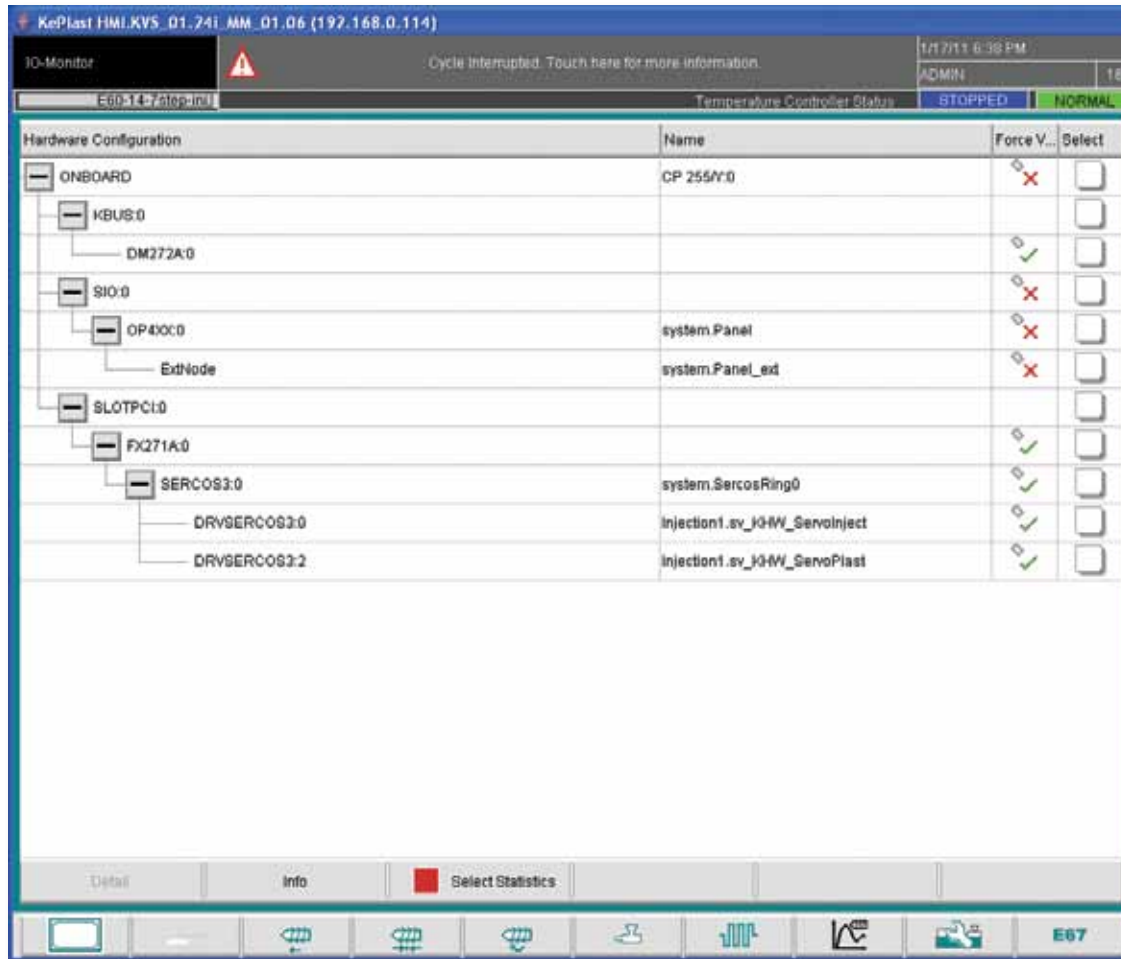 KePlast HMI.KVS_01.24i_MM_01.06 (192.168.0.114)
IO-Monitor
Cycle Interrupted. Touch here for more information.
1/17/11 6:38 PM
ADMIN 18
E60-14-7step-inij Temperature Controller Status STOPPED NORMAL
Hardware Configuration Name Force V... Select
ONBOARD CP 255/Y:0
KBUS:0
DM272A:0
SIO:0
OP4XX:0 system.Panel
ExtNode system.Panel_ext
SLOTPCI:0
FX271A:0
SERCOS3:0 system.SercosRing0
DRVSERCOS3:0 Injection1.sv_KHW_ServoInject
DRVSERCOS3:2 Injection1.sv_KHW_ServoPlast
Detail Info Select Statistics
E67